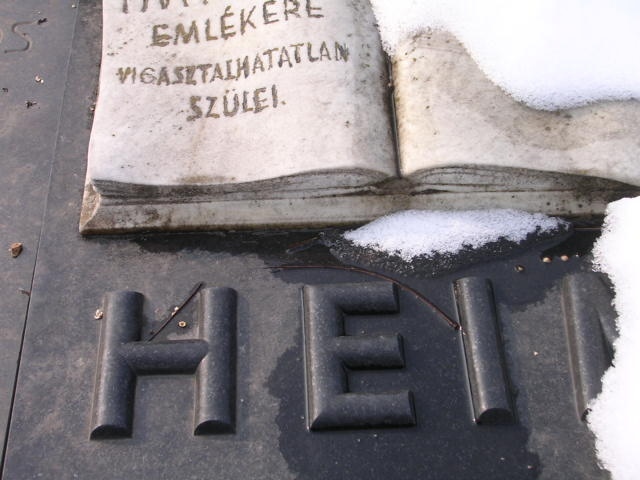 EMLÉKÉRE
VIGASZTALHATATLAN
SZÜLEI.
HEI